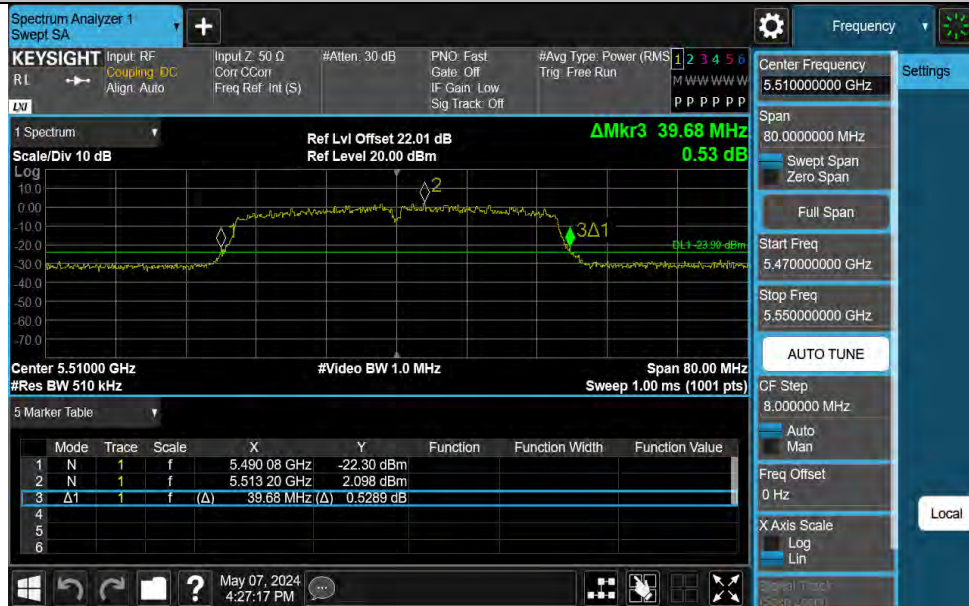 Spectrum Analyzer 1
Swept SA
+
Frequency
KEYSIGHT
RL
LXI
Input: RF
Coupling: DC
Align: Auto
Input Z: 50 Ω
Corr CCorr
Freq Ref: Int (S)
#Atten: 30 dB
PNO: Fast
Gate: Off
IF Gain: Low
Sig Track: Off
#Avg Type: Power (RMS
Trig: Free Run
1 2 3 4 5 6
M W W W W W
P P P P P P
1 Spectrum
Scale/Div 10 dB
Ref Lvl Offset 22.01 dB
Ref Level 20.00 dBm
ΔMkr3 39.68 MHz
0.53 dB
Log
10.0
0.00
-10.0
-20.0
-30.0
-40.0
-50.0
-60.0
-70.0
1
2
3Δ1
DL1 -23.90 dBm
Center 5.51000 GHz
#Res BW 510 kHz
#Video BW 1.0 MHz
Span 80.00 MHz
Sweep 1.00 ms (1001 pts)
5 Marker Table
Mode Trace Scale X Y Function Function Width Function Value
1 N 1 f 5.490 08 GHz -22.30 dBm
2 N 1 f 5.513 20 GHz 2.098 dBm
3 Δ1 1 f (Δ) 39.68 MHz (Δ) 0.5289 dB
4
5
6
Center Frequency
5.510000000 GHz
Settings
Span
80.0000000 MHz
Swept Span
Zero Span
Full Span
Start Freq
5.470000000 GHz
Stop Freq
5.550000000 GHz
AUTO TUNE
CF Step
8.000000 MHz
Auto
Man
Freq Offset
0 Hz
Local
X Axis Scale
Log
Lin
Signal Track
(Span Zoom)
?
May 07, 2024
4:27:17 PM